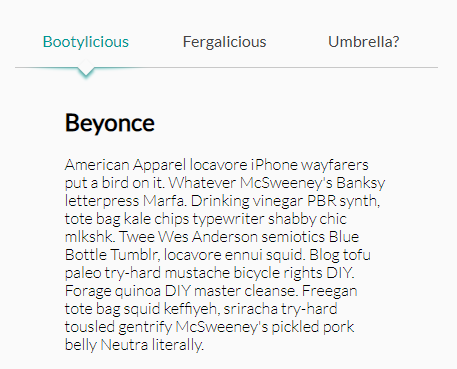 Bootylicious Fergalicious Umbrella?
Beyonce
American Apparel locavore iPhone wayfarers
put a bird on it. Whatever McSweeney's Banksy
letterpress Marfa. Drinking vinegar PBR synth,
tote bag kale chips typewriter shabby chic
mlkshk. Twee Wes Anderson semiotics Blue
Bottle Tumblr, locavore ennui squid. Blog tofu
paleo try-hard mustache bicycle rights DIY.
Forage quinoa DIY master cleanse. Freegan
tote bag squid keffiyeh, sriracha try-hard
tousled gentrify McSweeney's pickled pork
belly Neutra literally.